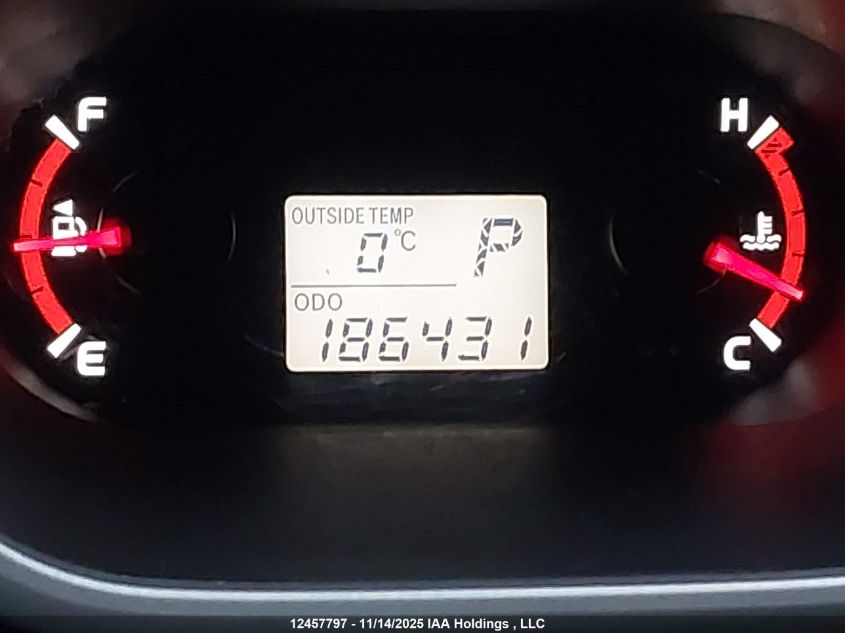 F
H
OUTSIDE TEMP
0°C
P
ODO
186431
E
C
12457797 - 11/14/2025 IAA Holdings , LLC